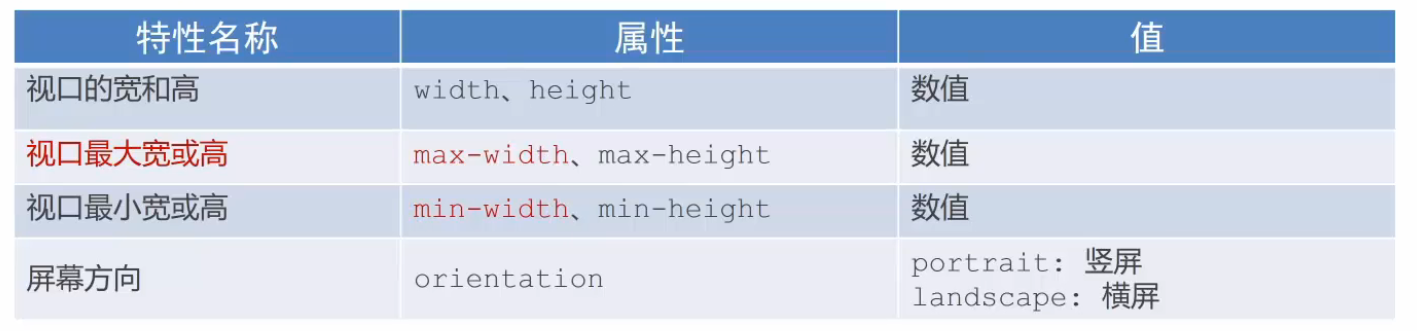 特性名称 属性 值
视口的宽和高 width、height 数值
视口最大宽或高 max-width、max-height 数值
视口最小宽或高 min-width、min-height 数值
屏幕方向 orientation portrait: 竖屏
landscape: 横屏